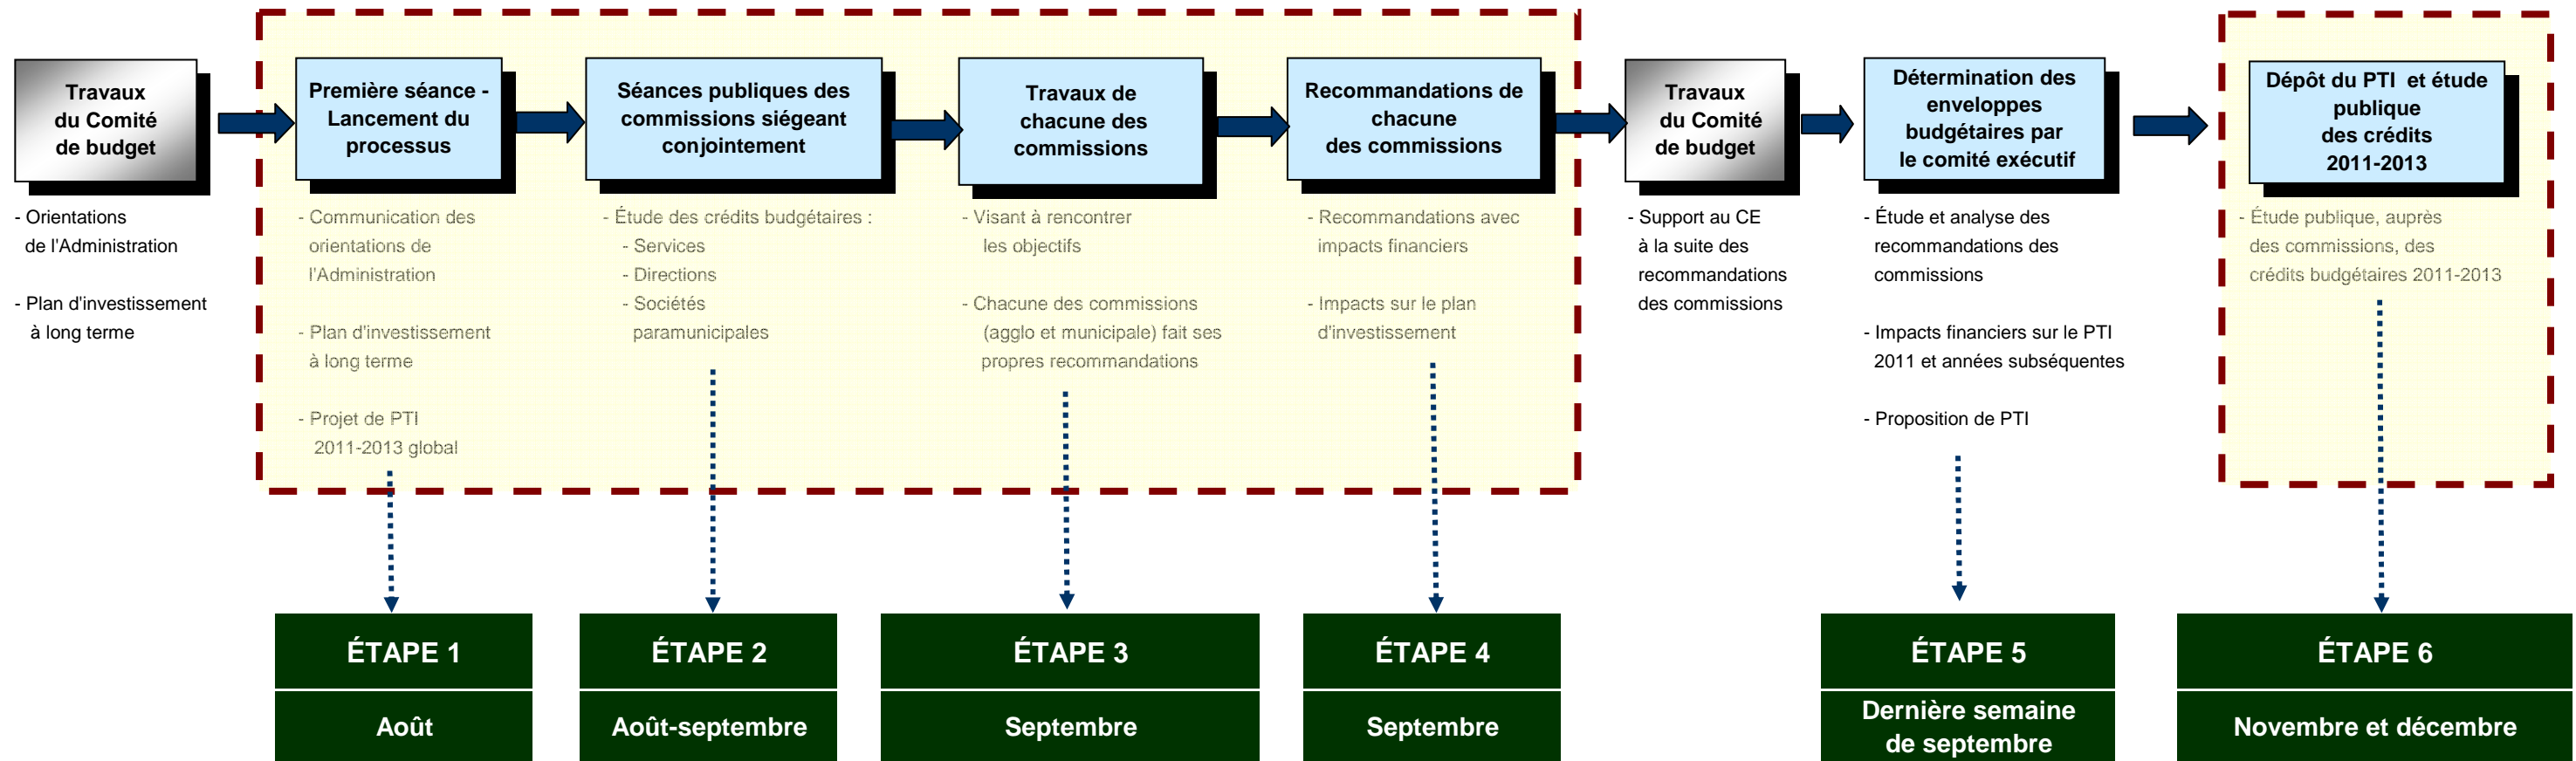 Travaux
du Comité
de budget
- Orientations
de l'Administration
- Plan d'investissement
à long terme
Première séance -
Lancement du
processus
- Communication des
orientations de
l'Administration
- Plan d'investissement
à long terme
- Projet de PTI
2011-2013 global
Séances publiques des
commissions siégeant
conjointement
- Étude des crédits budgétaires :
- Services
- Directions
- Sociétés
paramunicipales
Travaux de
chacune des
commissions
- Visant à rencontrer
les objectifs
- Chacune des commissions
(agglo et municipale) fait ses
propres recommandations
Recommandations de
chacune
des commissions
- Recommandations avec
impacts financiers
- Impacts sur le plan
d'investissement
Travaux
du Comité
de budget
- Support au CE
à la suite des
recommandations
des commissions
Détermination des
enveloppes
budgétaires par
le comité exécutif
- Étude et analyse des
recommandations des
commissions
- Impacts financiers sur le PTI
2011 et années subséquentes
- Proposition de PTI
Dépôt du PTI et étude
publique
des crédits
2011-2013
- Étude publique, auprès
des commissions, des
crédits budgétaires 2011-2013
ÉTAPE 1
Août
ÉTAPE 2
Août-septembre
ÉTAPE 3
Septembre
ÉTAPE 4
Septembre
ÉTAPE 5
Dernière semaine
de septembre
ÉTAPE 6
Novembre et décembre